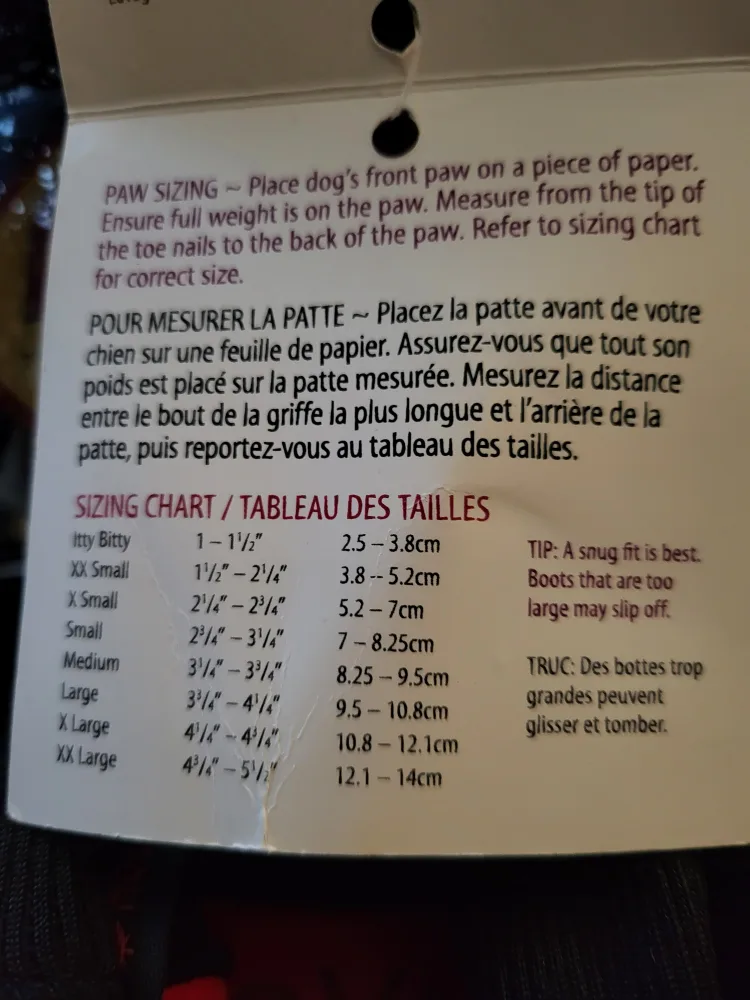 PAW SIZING ~ Place dog's front paw on a piece of paper.
Ensure full weight is on the paw. Measure from the tip of
the toe nails to the back of the paw. Refer to sizing chart
for correct size.
POUR MESURER LA PATTE ~ Placez la patte avant de votre
chien sur une feuille de papier. Assurez-vous que tout son
poids est placé sur la patte mesurée. Mesurez la distance
entre le bout de la griffe la plus longue et l'arrière de la
patte, puis reportez-vous au tableau des tailles.
SIZING CHART / TABLEAU DES TAILLES
Itty Bitty 1 – 1½" 2.5 – 3.8cm
XX Small 1½" – 2¼" 3.8 -- 5.2cm
X Small 2¼" – 2¾" 5.2 – 7cm
Small 2¾" – 3¼" 7 – 8.25cm
Medium 3¼" – 3¾" 8.25 – 9.5cm
Large 3¾" – 4¼" 9.5 – 10.8cm
X Large 4¼" – 4¾" 10.8 – 12.1cm
XX Large 4¾" – 5½" 12.1 – 14cm
TIP: A snug fit is best.
Boots that are too
large may slip off.
TRUC: Des bottes trop
grandes peuvent
glisser et tomber.